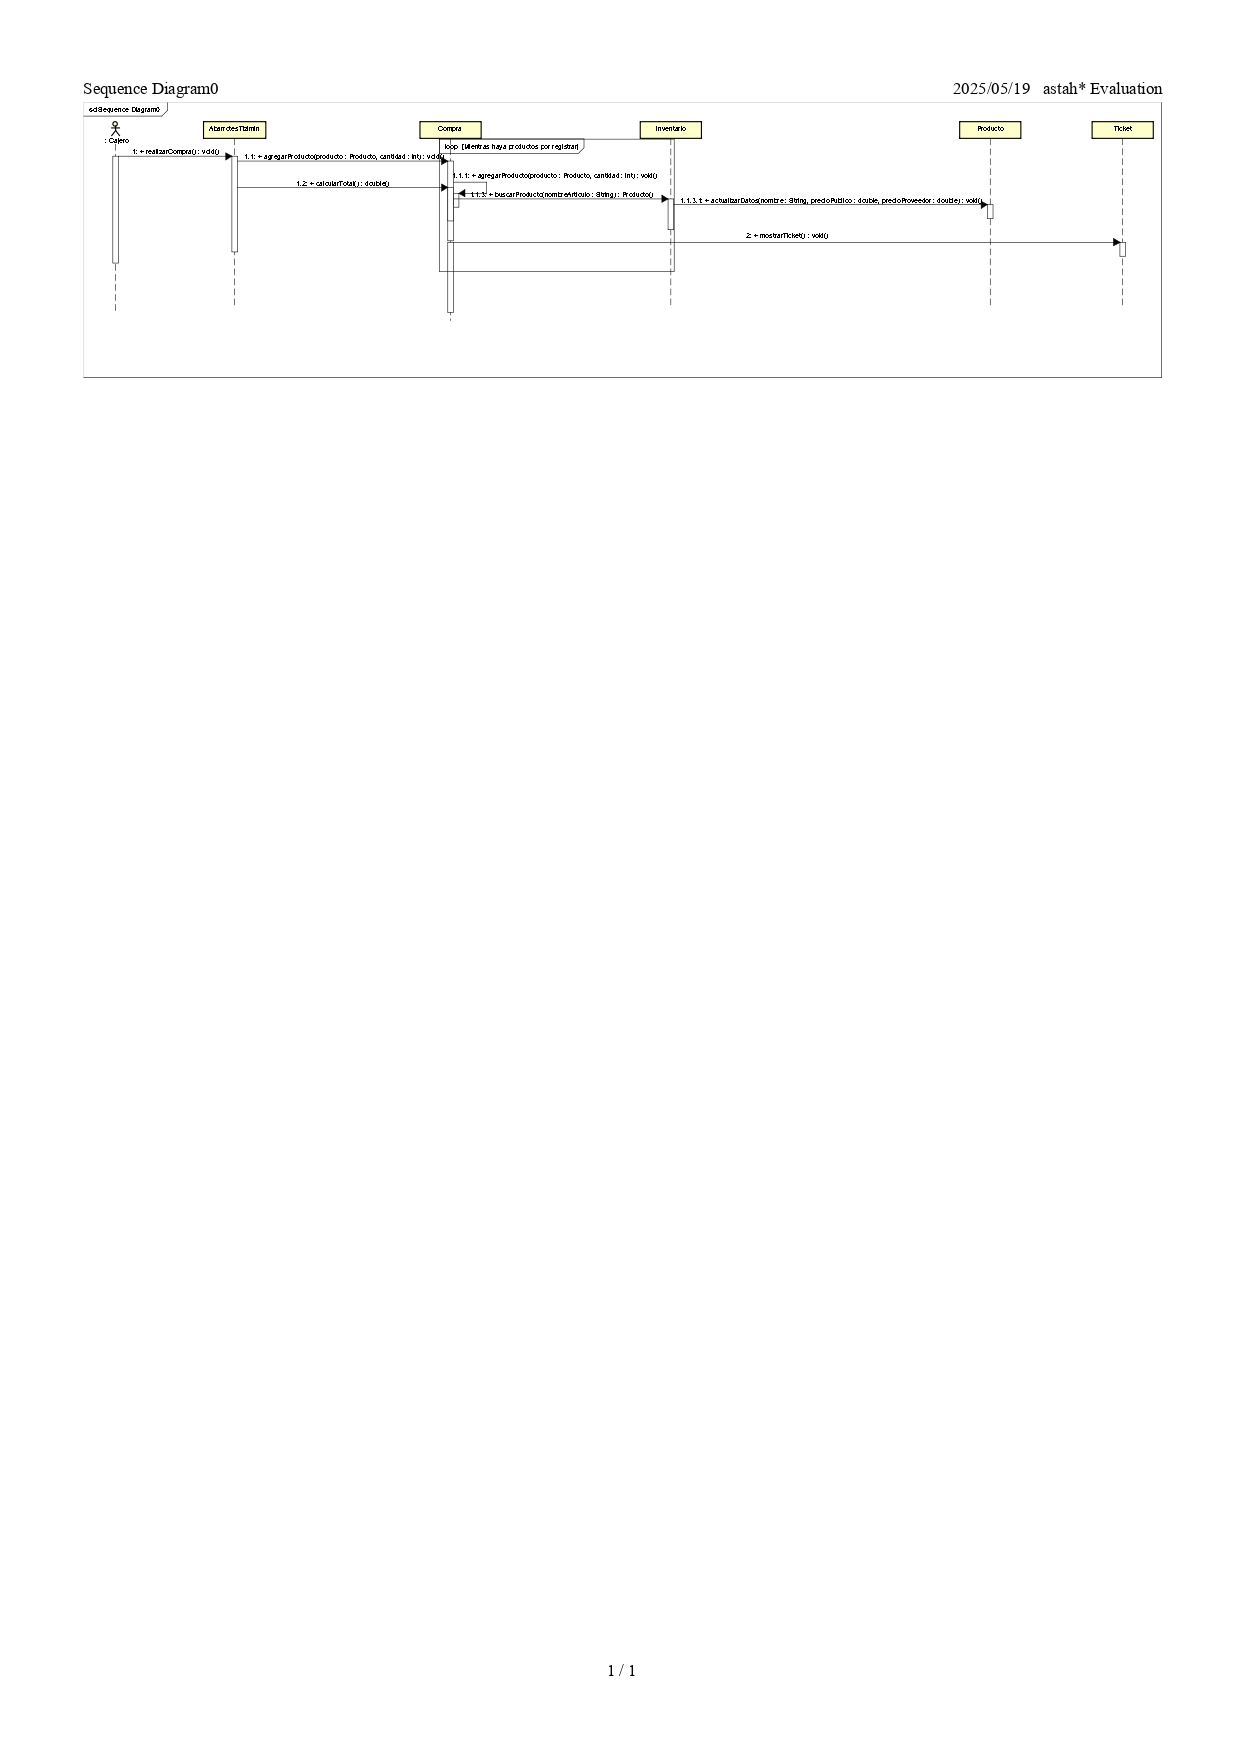 Sequence Diagram0
2025/05/19 astah* Evaluation
sd Sequence Diagram0
: Cajero
AbarrotesTizimin
Compra
Inventario
Producto
Ticket
loop [Mientras haya productos por registrar]
1: + realizarCompra() : void()
1.1: + agregarProducto(producto : Producto, cantidad : int) : void()
1.1.1: + agregarProducto(producto : Producto, cantidad : int) : void()
1.2: + calcularTotal() : double()
1.1.3: + buscarProducto(nombreArticulo : String) : Producto()
1.1.3.1: + actualizarDatos(nombre : String, precioPublico : double, precioProveedor : double) : void()
2: + mostrarTicket() : void()
1 / 1